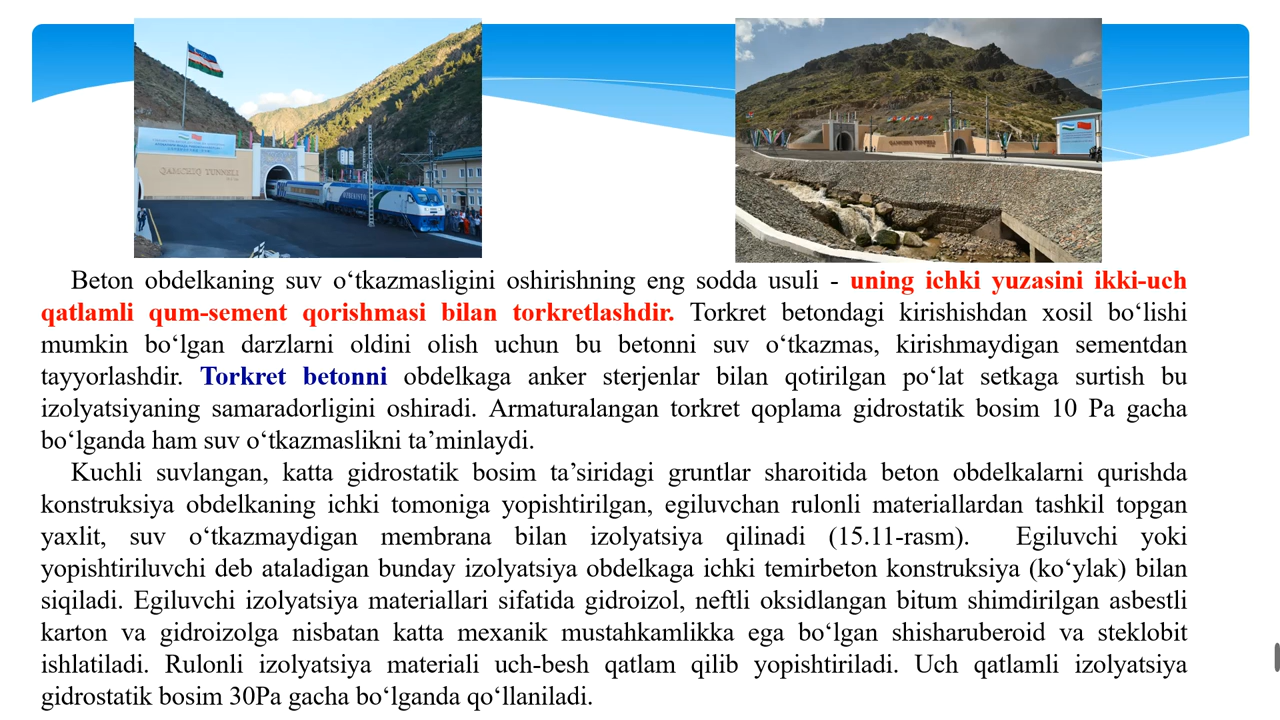 QAMCHIQ TUNNELI
QAMCHIQ TUNNELI
O'ZBEKISTON
Beton obdelkaning suv o‘tkazmasligini oshirishning eng sodda usuli - uning ichki yuzasini ikki-uch
qatlamli qum-sement qorishmasi bilan torkretlashdir. Torkret betondagi kirishishdan xosil bo‘lishi
mumkin bo‘lgan darzlarni oldini olish uchun bu betonni suv o‘tkazmas, kirishmaydigan sementdan
tayyorlashdir. Torkret betonni obdelkaga anker sterjenlar bilan qotirilgan po‘lat setkaga surtish bu
izolyatsiyaning samaradorligini oshiradi. Armaturalangan torkret qoplama gidrostatik bosim 10 Pa gacha
bo‘lganda ham suv o‘tkazmaslikni ta’minlaydi.
Kuchli suvlangan, katta gidrostatik bosim ta’siridagi gruntlar sharoitida beton obdelkalarni qurishda
konstruksiya obdelkaning ichki tomoniga yopishtirilgan, egiluvchan rulonli materiallardan tashkil topgan
yaxlit, suv o‘tkazmaydigan membrana bilan izolyatsiya qilinadi (15.11-rasm). Egiluvchi yoki
yopishtiriluvchi deb ataladigan bunday izolyatsiya obdelkaga ichki temirbeton konstruksiya (ko‘ylak) bilan
siqiladi. Egiluvchi izolyatsiya materiallari sifatida gidroizol, neftli oksidlangan bitum shimdirilgan asbestli
karton va gidroizolga nisbatan katta mexanik mustahkamlikka ega bo‘lgan shisharuberoid va steklobit
ishlatiladi. Rulonli izolyatsiya materiali uch-besh qatlam qilib yopishtiriladi. Uch qatlamli izolyatsiya
gidrostatik bosim 30Pa gacha bo‘lganda qo‘llaniladi.